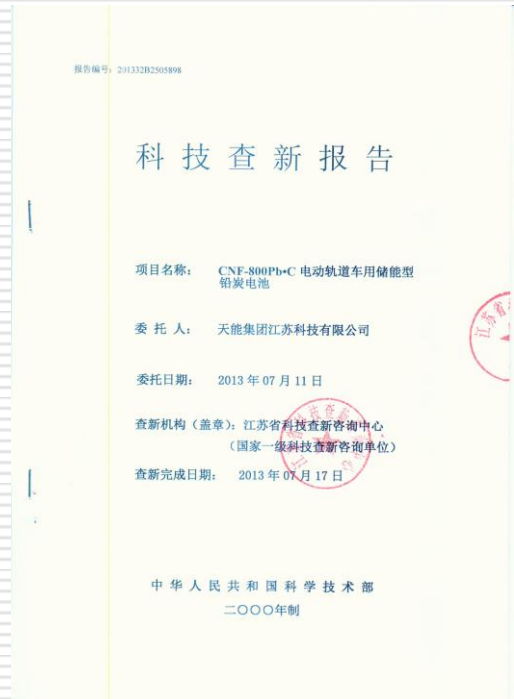 报告编号：201332B2505898
科技查新报告
项目名称： CNF-800Pb•C 电动轨道车用储能型
铅炭电池
委托人： 天能集团江苏科技有限公司
委托日期： 2013 年 07 月 11 日
查新机构（盖章）：江苏省科技查新咨询中心
（国家一级科技查新咨询单位）
查新完成日期： 2013 年 07 月 17 日
中华人民共和国科学技术部
二〇〇〇年制
江苏省